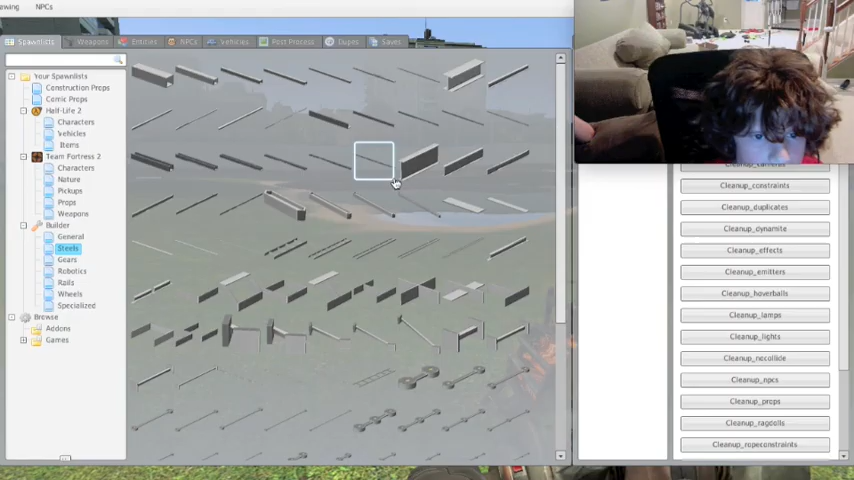 awing NPCs
Spawnlists Weapons Entities NPCs Vehicles Post Process Dupes Saves
Your Spawnlists
Construction Props
Comic Props
Half-Life 2
Characters
Vehicles
Items
Team Fortress 2
Characters
Nature
Pickups
Props
Weapons
Builder
General
Steels
Gears
Robotics
Rails
Wheels
Specialized
Browse
Addons
Games
Cleanup_cameras
Cleanup_constraints
Cleanup_duplicates
Cleanup_dynamite
Cleanup_effects
Cleanup_emitters
Cleanup_hoverballs
Cleanup_lamps
Cleanup_lights
Cleanup_nocollide
Cleanup_npcs
Cleanup_props
Cleanup_ragdolls
Cleanup_ropeconstraints